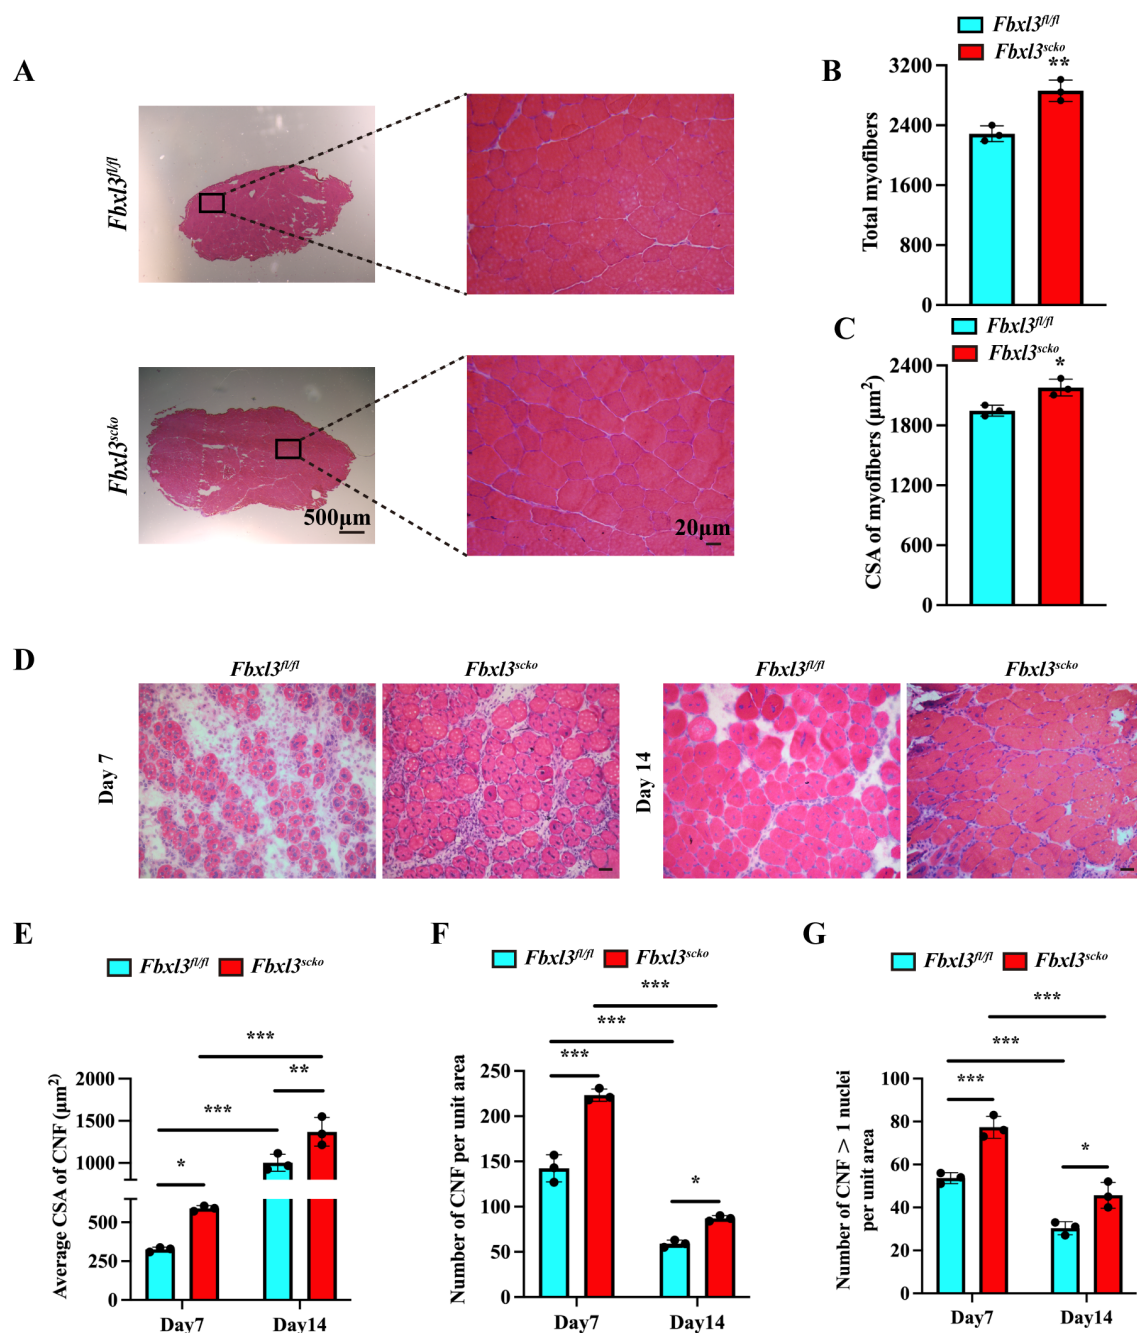 A
Fbxl3fl/fl
Fbxl3scko
500μm
20μm
B
Fbxl3fl/fl
Fbxl3scko
Total myofibers
3200
2400
1600
800
0
**
C
Fbxl3fl/fl
Fbxl3scko
CSA of myofibers (μm²)
2400
1800
1200
600
0
*
D
Fbxl3fl/fl
Fbxl3scko
Fbxl3fl/fl
Fbxl3scko
Day 7
Day 14
E
Fbxl3fl/fl
Fbxl3scko
Average CSA of CNF (μm²)
2000
1500
1000
500
250
0
***
***
**
*
Day7
Day14
F
Fbxl3fl/fl
Fbxl3scko
Number of CNF per unit area
250
200
150
100
50
0
***
***
***
*
Day7
Day14
G
Fbxl3fl/fl
Fbxl3scko
Number of CNF > 1 nuclei
per unit area
100
80
60
40
20
0
***
***
***
*
Day7
Day14